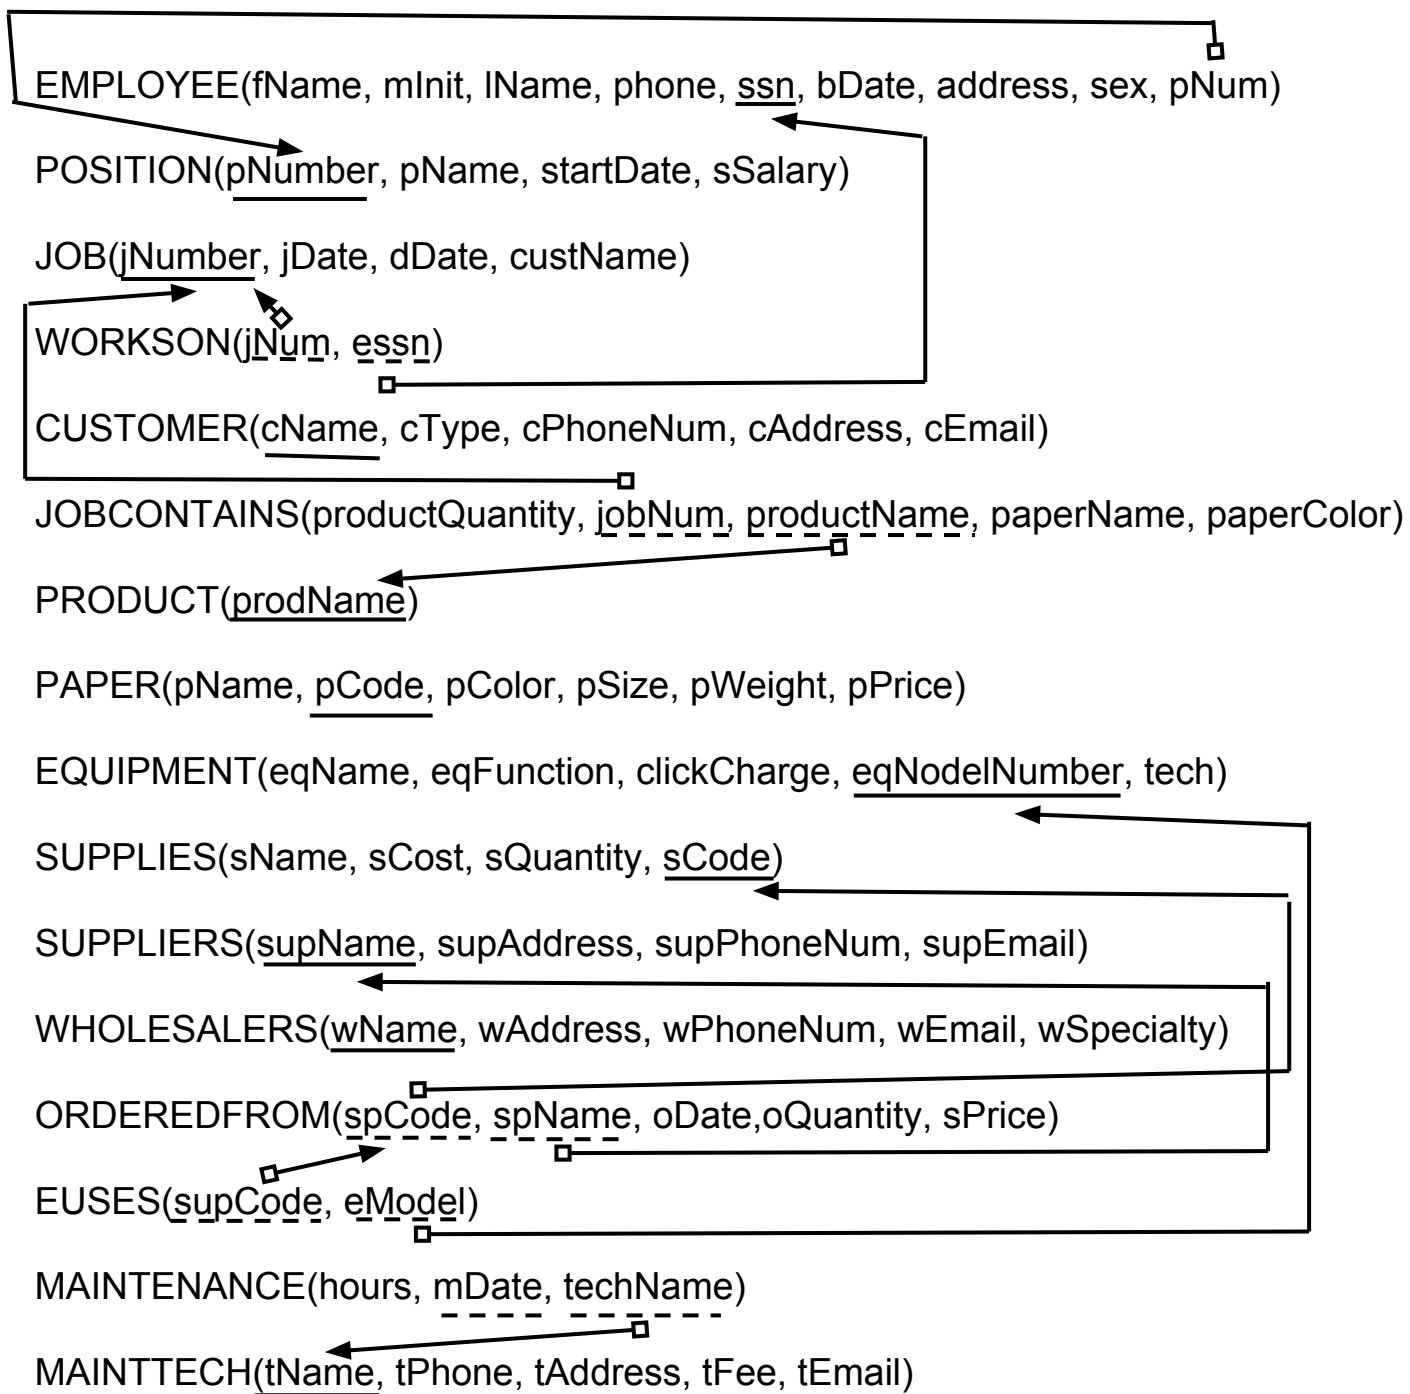 EMPLOYEE(fName, mInit, lName, phone, ssn, bDate, address, sex, pNum)
POSITION(pNumber, pName, startDate, sSalary)
JOB(jNumber, jDate, dDate, custName)
WORKSON(jNum, essn)
CUSTOMER(cName, cType, cPhoneNum, cAddress, cEmail)
JOBCONTAINS(productQuantity, jobNum, productName, paperName, paperColor)
PRODUCT(prodName)
PAPER(pName, pCode, pColor, pSize, pWeight, pPrice)
EQUIPMENT(eqName, eqFunction, clickCharge, eqNodelNumber, tech)
SUPPLIES(sName, sCost, sQuantity, sCode)
SUPPLIERS(supName, supAddress, supPhoneNum, supEmail)
WHOLESALERS(wName, wAddress, wPhoneNum, wEmail, wSpecialty)
ORDEREDFROM(spCode, spName, oDate,oQuantity, sPrice)
EUSES(supCode, eModel)
MAINTENANCE(hours, mDate, techName)
MAINTTECH(tName, tPhone, tAddress, tFee, tEmail)